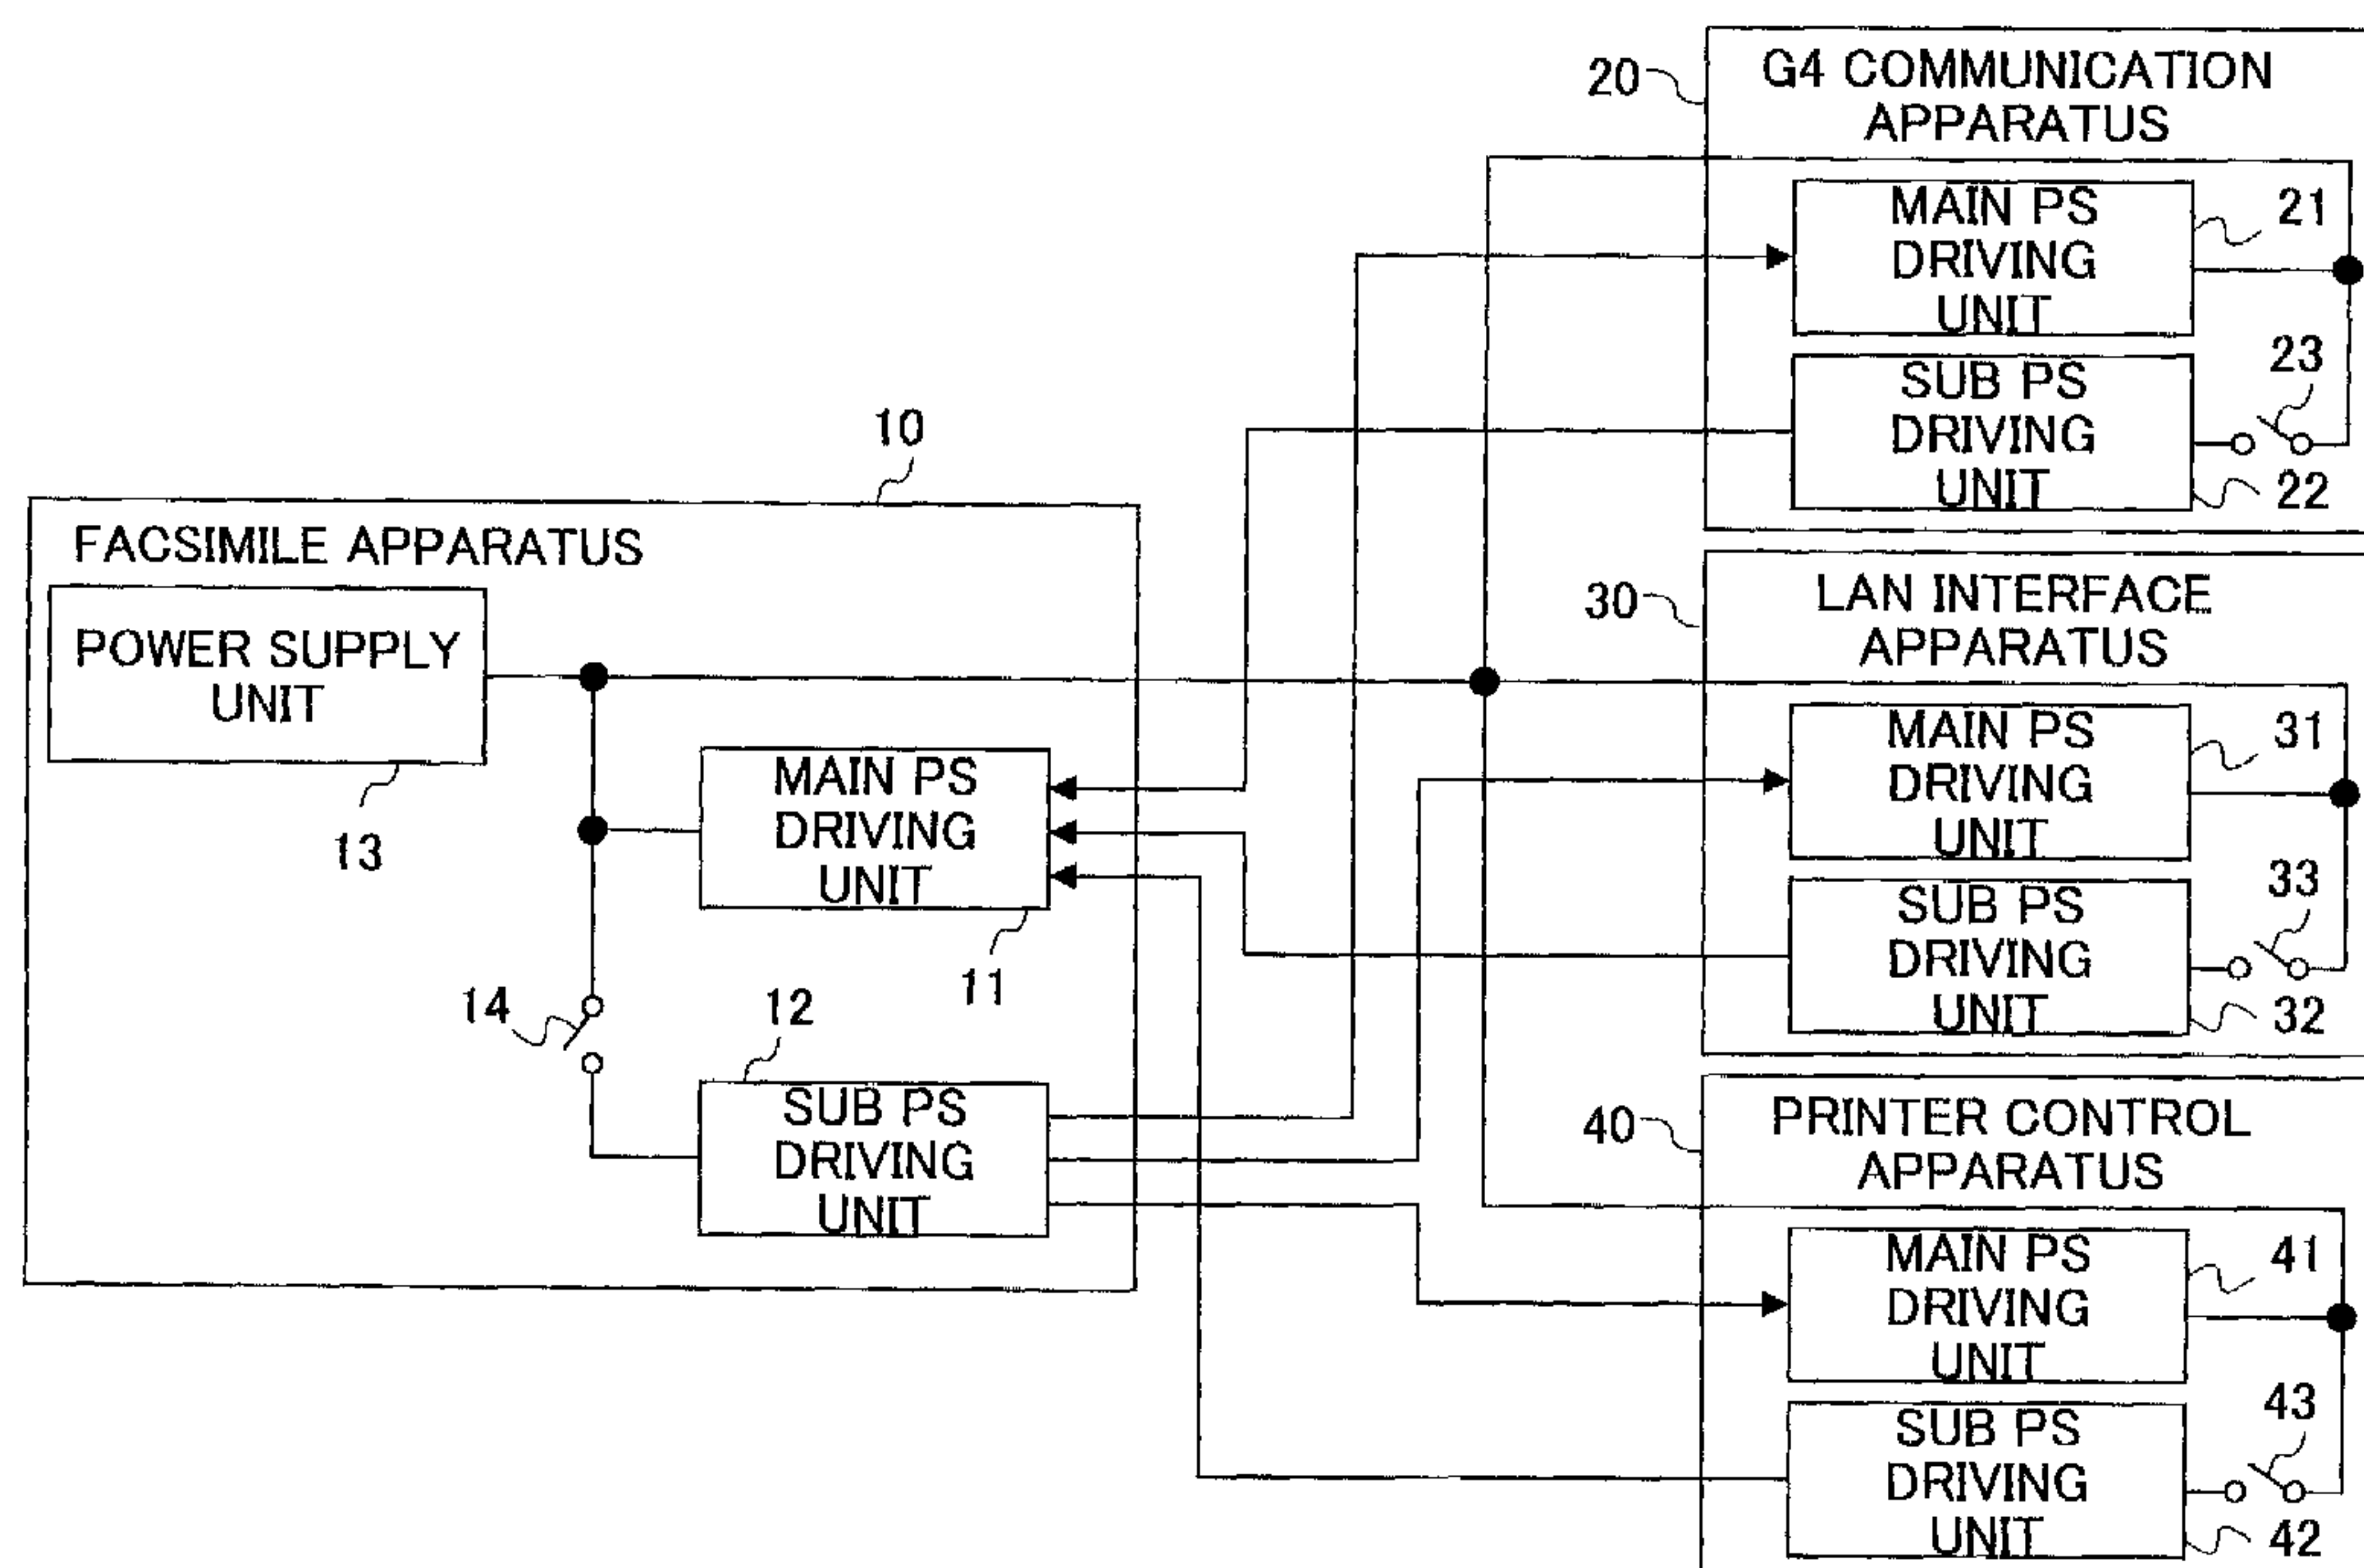 10
FACSIMILE APPARATUS
POWER SUPPLY
UNIT
13
MAIN PS
DRIVING
UNIT
11
14
12
SUB PS
DRIVING
UNIT
20
G4 COMMUNICATION
APPARATUS
MAIN PS
DRIVING
UNIT
21
SUB PS
DRIVING
UNIT
23
22
30
LAN INTERFACE
APPARATUS
MAIN PS
DRIVING
UNIT
31
SUB PS
DRIVING
UNIT
33
32
40
PRINTER CONTROL
APPARATUS
MAIN PS
DRIVING
UNIT
41
SUB PS
DRIVING
UNIT
43
42